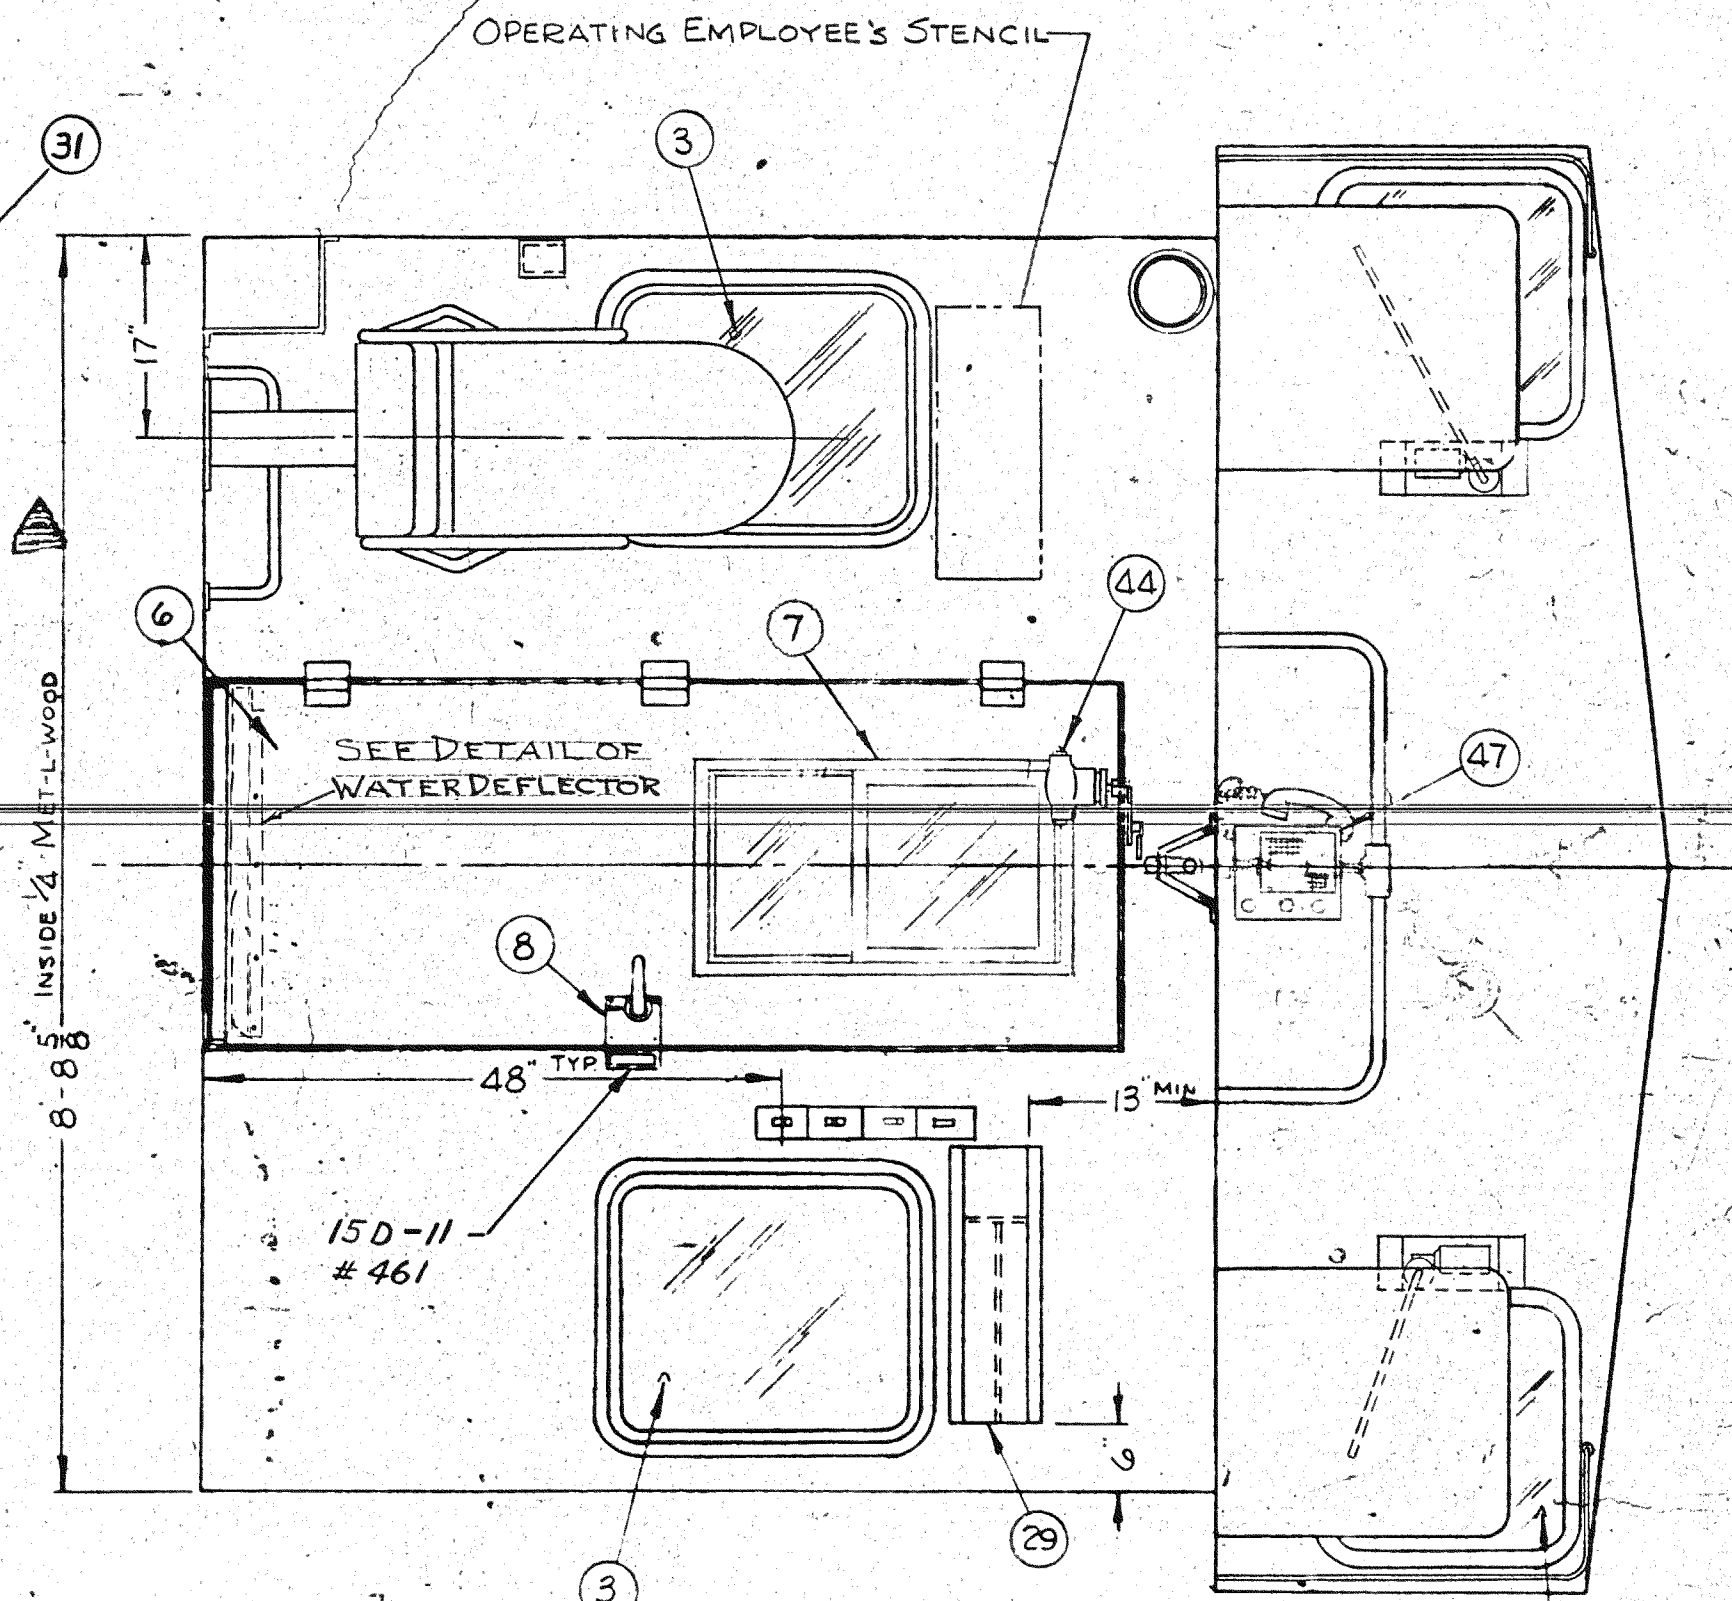 OPERATING EMPLOYEE'S STENCIL
31
3
17"
44
6
7
SEE DETAIL OF
WATER DEFLECTOR
47
INSIDE 1/4" MET-L-WOOD
8'-8 5/8"
8
48" TYP.
13" MIN
15D-11
#461
6"
29
3